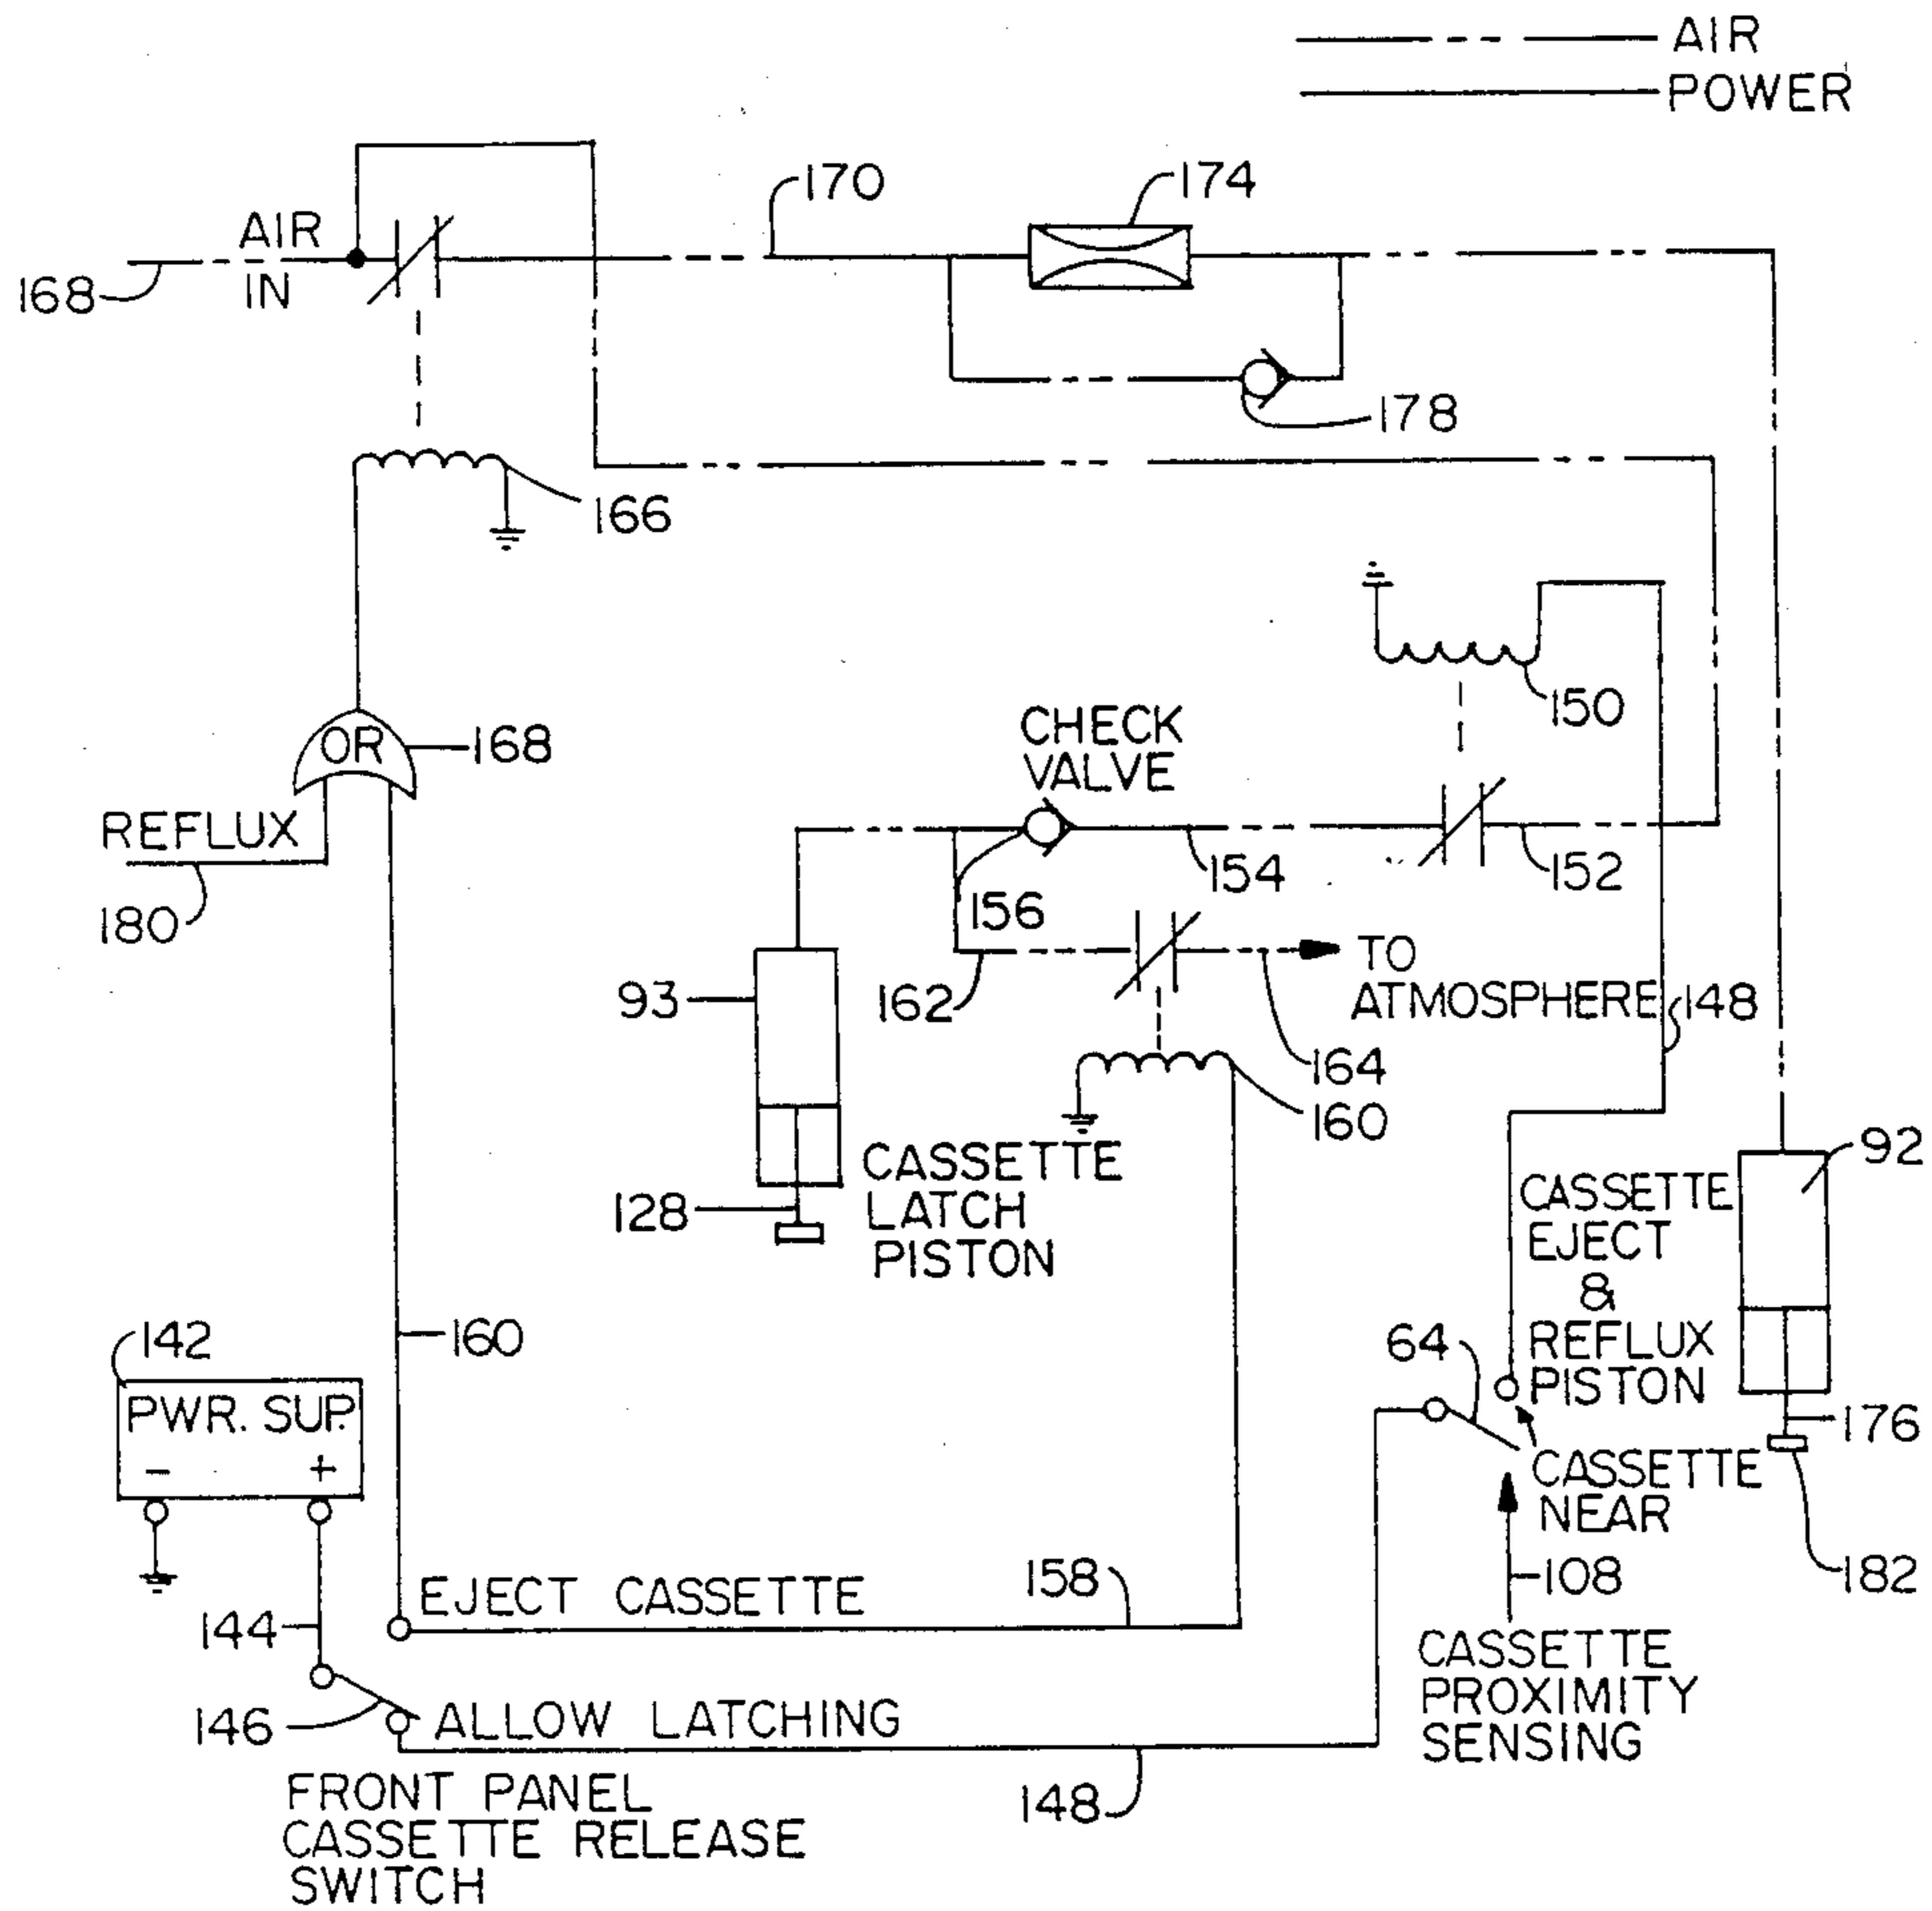 AIR
POWER
170
174
AIR
IN
168
178
166
150
CHECK
VALVE
OR
168
REFLUX
180
154
152
156
93
162
TO
ATMOSPHERE
148
164
160
CASSETTE
LATCH
PISTON
128
92
CASSETTE
EJECT
&
REFLUX
PISTON
64
142
PWR. SUP.
- +
160
176
CASSETTE
NEAR
182
108
EJECT CASSETTE
158
144
146
ALLOW LATCHING
CASSETTE
PROXIMITY
SENSING
148
FRONT PANEL
CASSETTE RELEASE
SWITCH